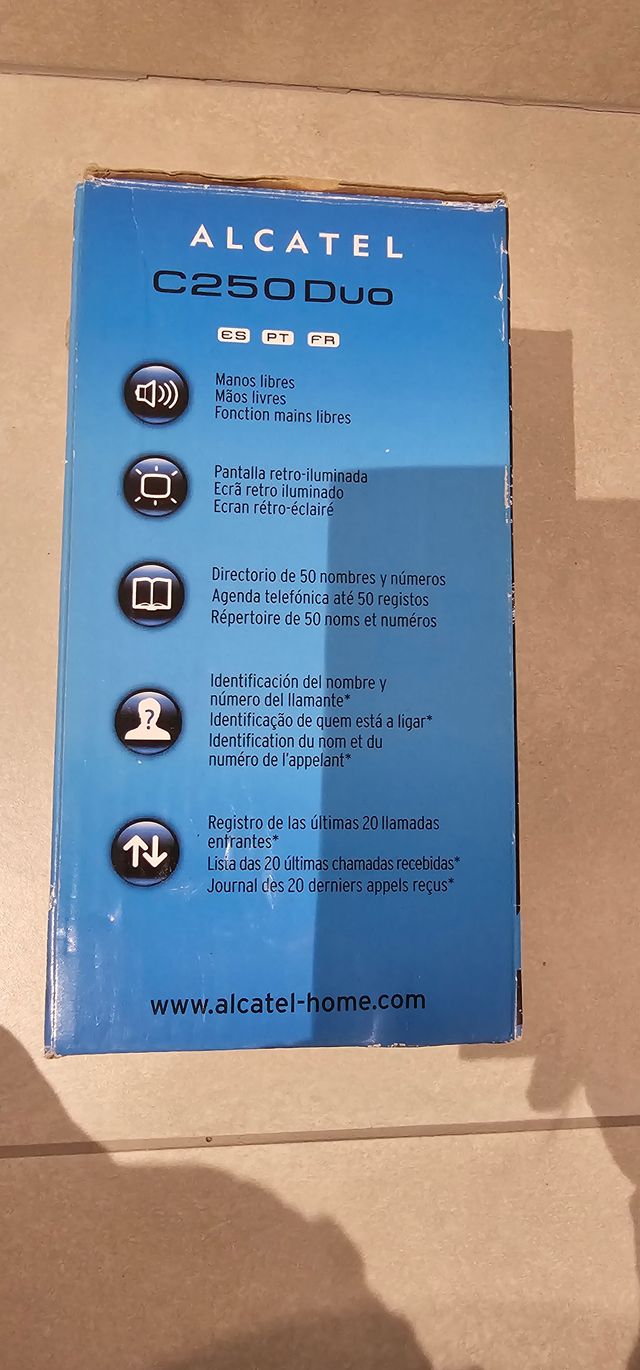 ALCATEL
C250 Duo
ES PT FR
Manos libres
Mãos livres
Fonction mains libres
Pantalla retro-iluminada
Ecrã retro iluminado
Ecran rétro-éclairé
Directorio de 50 nombres y números
Agenda telefónica até 50 registos
Répertoire de 50 noms et numéros
Identificación del nombre y
número del llamante*
Identificação de quem está a ligar*
Identification du nom et du
numéro de l'appelant*
Registro de las últimas 20 llamadas
entrantes*
Lista das 20 últimas chamadas recebidas*
Journal des 20 derniers appels reçus*
www.alcatel-home.com